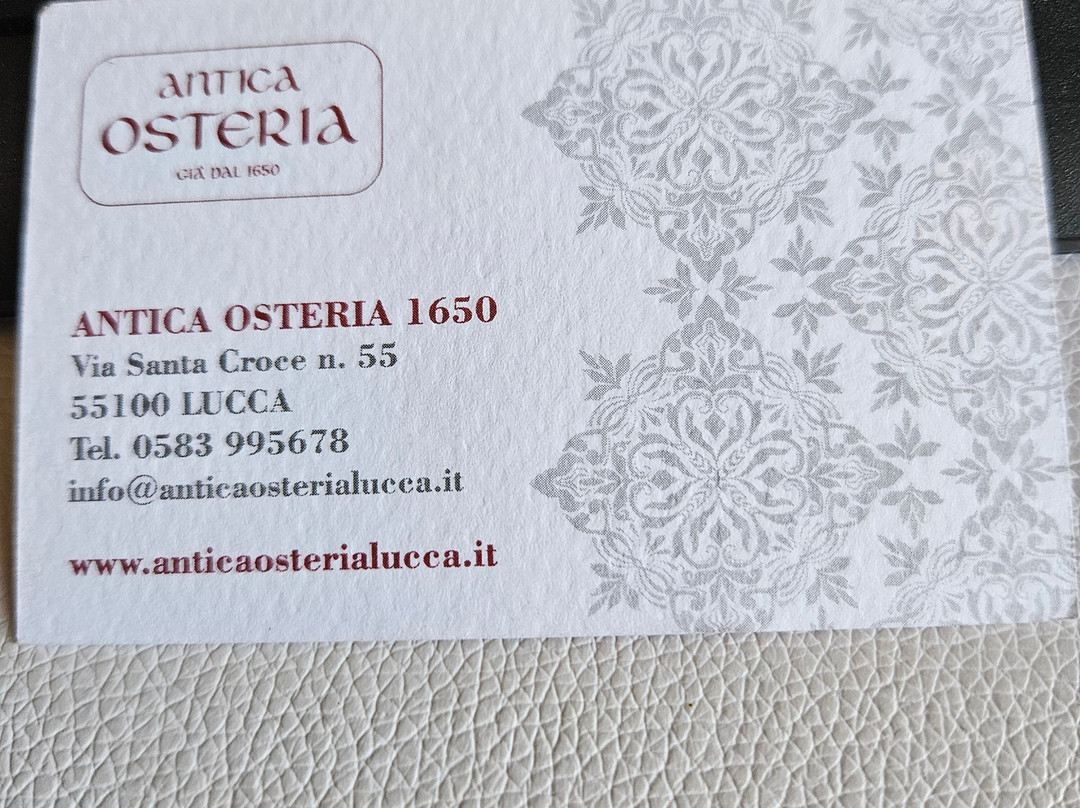 ANTICA
OSTERIA
GIÀ DAL 1650
ANTICA OSTERIA 1650
Via Santa Croce n. 55
55100 LUCCA
Tel. 0583 995678
info@anticaosterialucca.it
www.anticaosterialucca.it